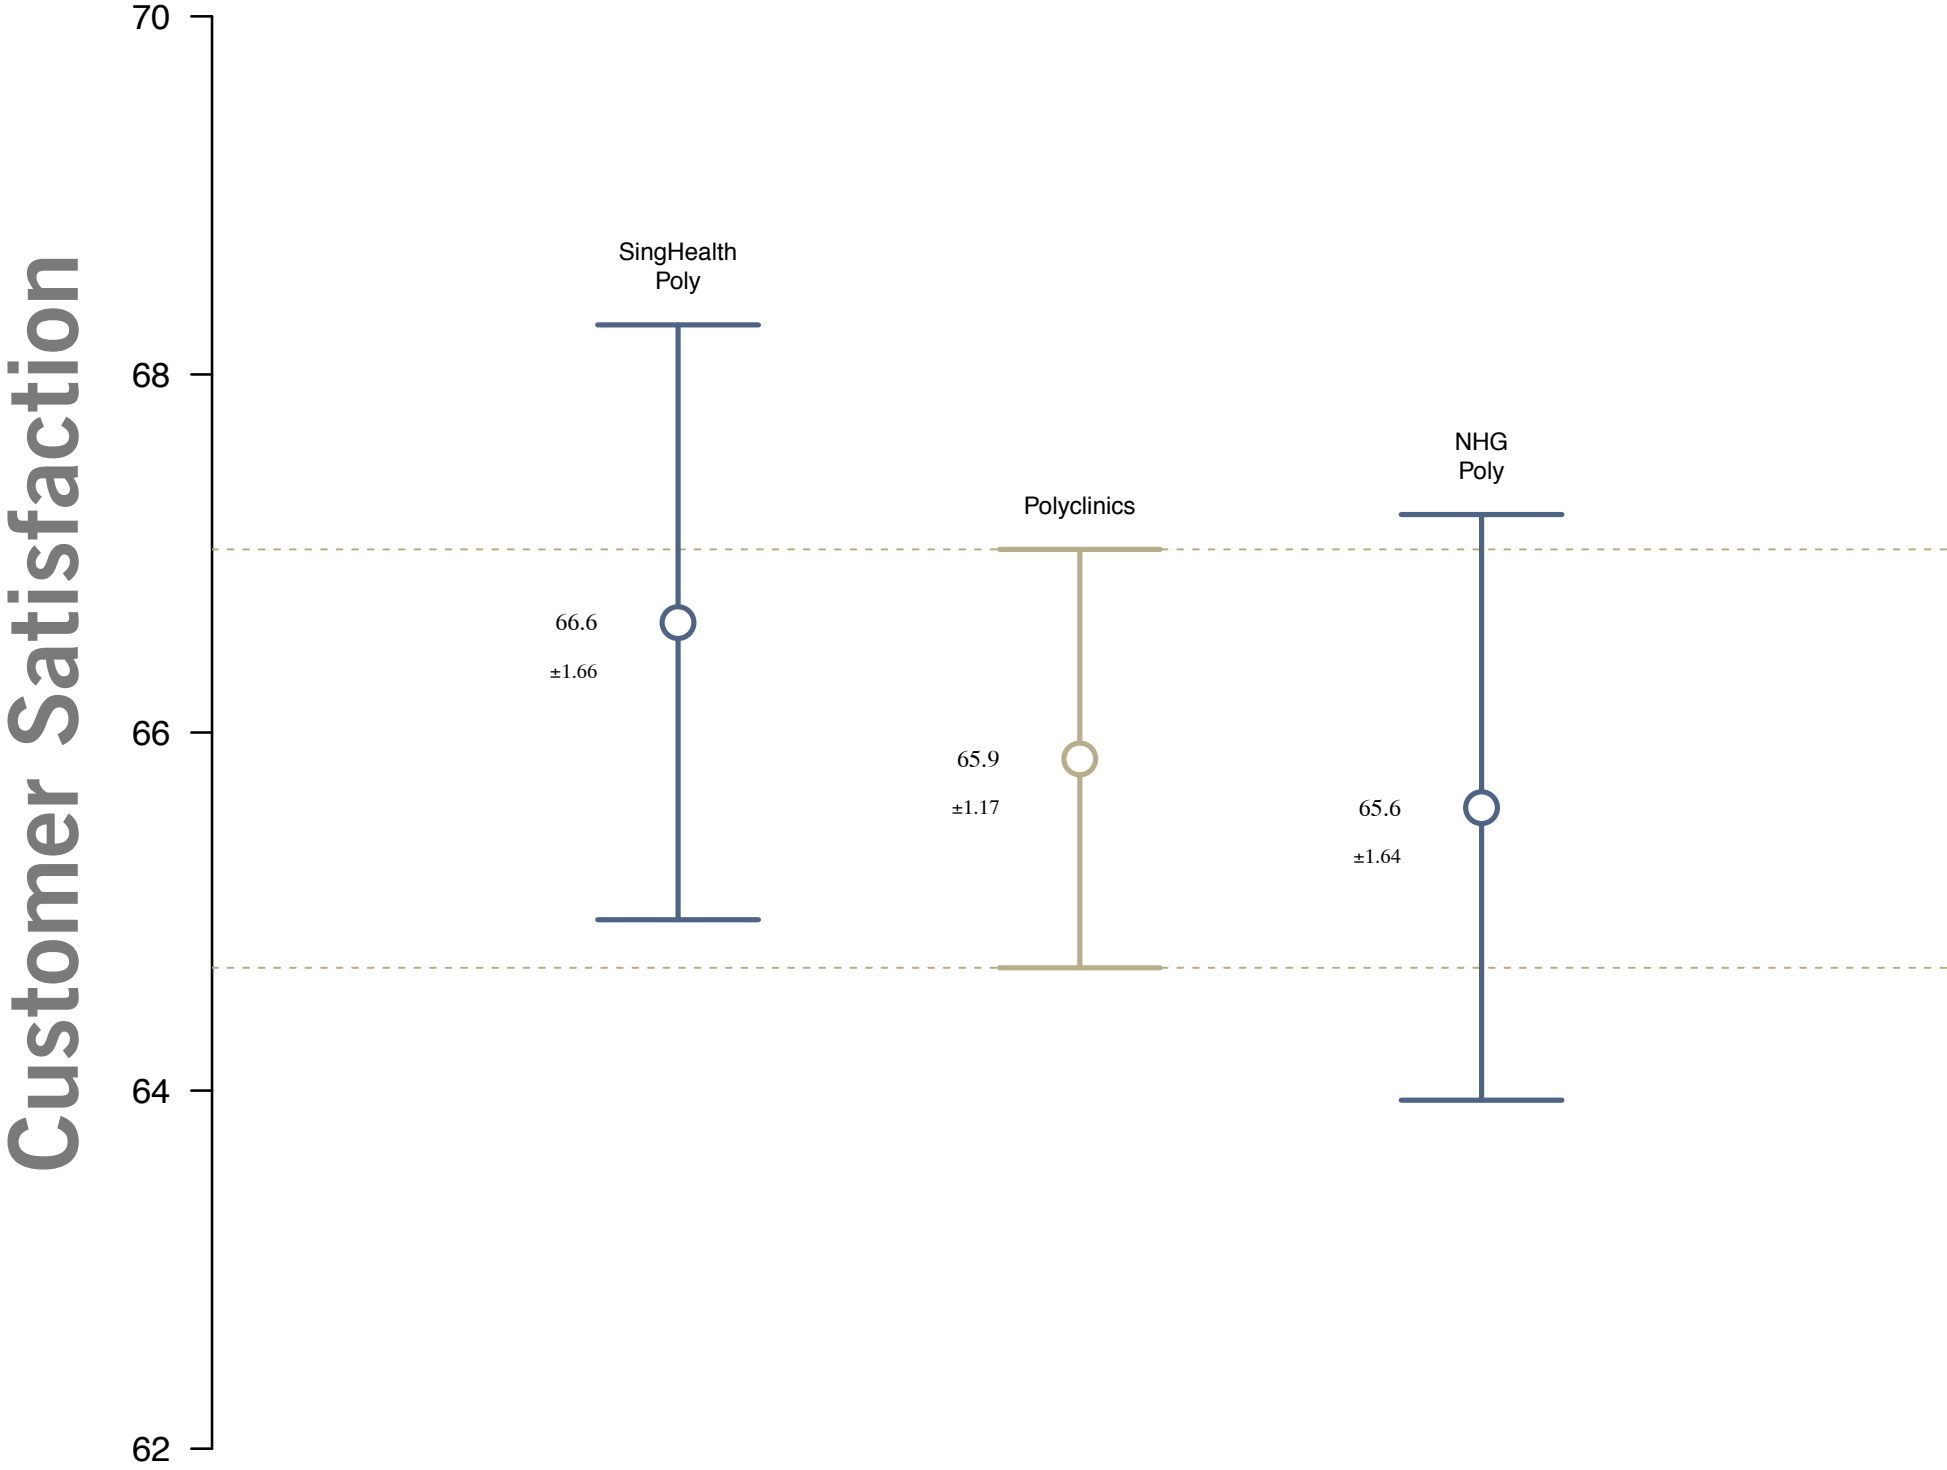 Customer Satisfaction
70
68
66
64
62
SingHealth
Poly
66.6
±1.66
Polyclinics
65.9
±1.17
NHG
Poly
65.6
±1.64